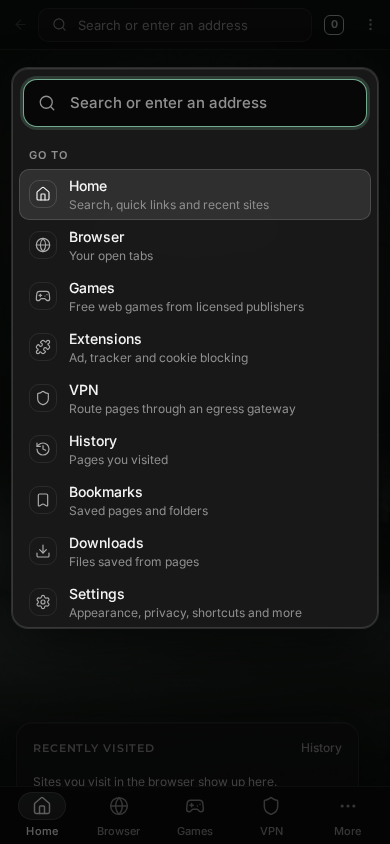 Search or enter an address
0
Search or enter an address
GO TO
Home
Search, quick links and recent sites
Browser
Your open tabs
Games
Free web games from licensed publishers
Extensions
Ad, tracker and cookie blocking
VPN
Route pages through an egress gateway
History
Pages you visited
Bookmarks
Saved pages and folders
Downloads
Files saved from pages
Settings
Appearance, privacy, shortcuts and more
RECENTLY VISITED History
Sites you visit in the browser show up here.
Home Browser Games VPN More